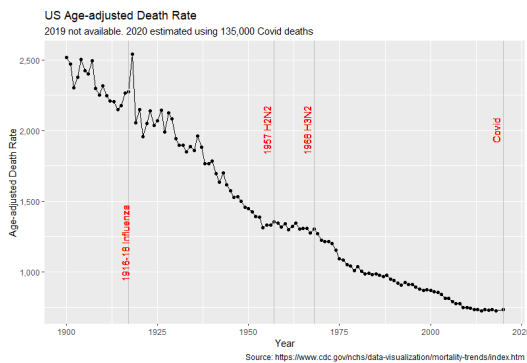 US Age-adjusted Death Rate
2019 not available. 2020 estimated using 135,000 Covid deaths
Age-adjusted Death Rate
2,500
2,000
1,500
1,000
1916-18 Influenza
1957 H2N2
1968 H3N2
Covid
1900
1925
1950
1975
2000
2025
Year
Source: https://www.cdc.gov/nchs/data-visualization/mortality-trends/index.htm